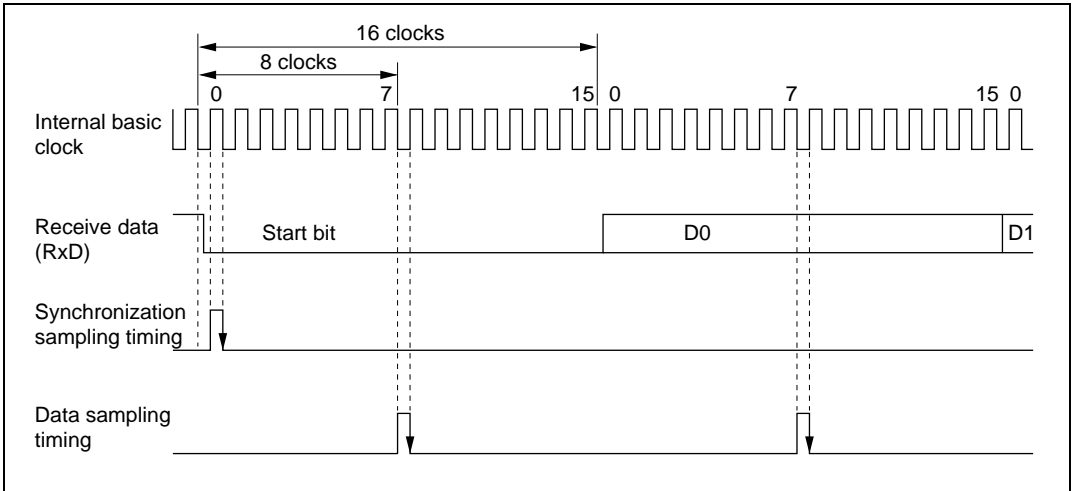 16 clocks
8 clocks
0 7 15 0 7 15 0
Internal basic
clock
Receive data
(RxD)
Start bit D0 D1
Synchronization
sampling timing
Data sampling
timing